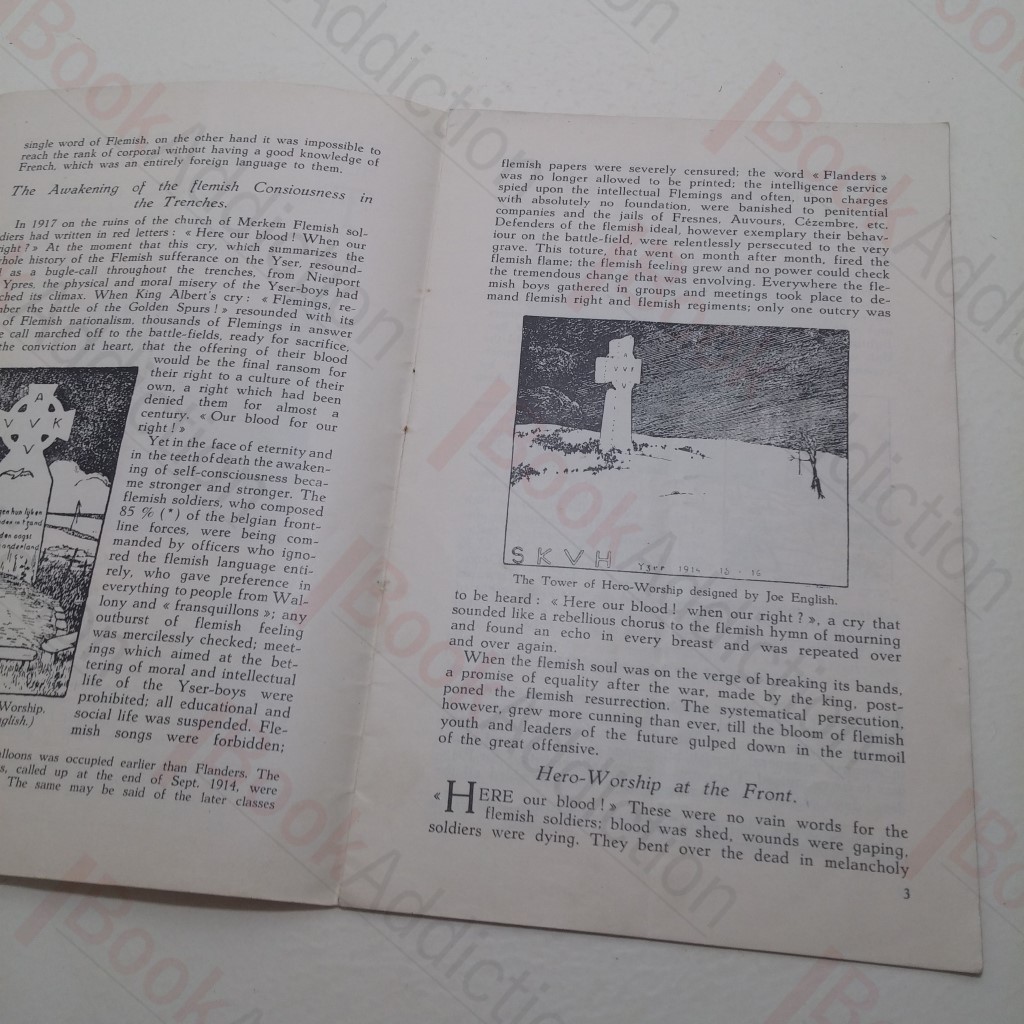 single word of Flemish, on the other hand it was impossible to
reach the rank of corporal without having a good knowledge of
French, which was an entirely foreign language to them.
The Awakening of the flemish Consiousness in
the Trenches.
In 1917 on the ruins of the church of Merkem Flemish sol-
diers had written in red letters : « Here our blood ! When our
right ? » At the moment that this cry, which summarizes the
whole history of the Flemish sufferance on the Yser, resound-
as a bugle-call throughout the trenches, from Nieuport
Ypres, the physical and moral misery of the Yser-boys had
its climax. When King Albert's cry : « Flemings, re-
the battle of the Golden Spurs ! » resounded with its
of Flemish nationalism, thousands of Flemings in answer
call marched off to the battle-fields, ready for sacrifice,
the conviction at heart, that the offering of their blood
would be the final ransom for
their right to a culture of their
own, a right which had been
denied them for almost a
century. « Our blood for our
right ! »
Yet in the face of eternity and
in the teeth of death the awaken-
ing of self-consciousness beca-
me stronger and stronger. The
flemish soldiers, who composed
85 % (*) of the belgian front-
line forces, were being com-
manded by officers who igno-
red the flemish language enti-
rely, who gave preference in
everything to people from Wal-
lony and « fransquillons »; any
outburst of flemish feeling
was mercilessly checked; meet-
ings which aimed at the bet-
tering of moral and intellectual
life of the Yser-boys were
prohibited; all educational and
social life was suspended. Fle-
mish songs were forbidden;
A
V V K
V
hun lijken
in 't zand
Worship.
English.)
was occupied earlier than Flanders. The
called up at the end of Sept. 1914, were
The same may be said of the later classes
flemish papers were severely censured; the word « Flanders »
was no longer allowed to be printed; the intelligence service
spied upon the intellectual Flemings and often, upon charges
with absolutely no foundation, were banished to penitential
companies and the jails of Fresnes, Auvours, Cézembre, etc.
Defenders of the flemish ideal, however exemplary their behav-
iour on the battle-field, were relentlessly persecuted to the very
grave. This toture, that went on month after month, fired the
flemish flame; the flemish feeling grew and no power could check
the tremendous change that was envolving. Everywhere the fle-
mish boys gathered in groups and meetings took place to de-
mand flemish right and flemish regiments; only one outcry was
V V
V
SKVH Yser 1914 - 15 - 16
The Tower of Hero-Worship designed by Joe English.
to be heard : « Here our blood ! when our right ? », a cry that
sounded like a rebellious chorus to the flemish hymn of mourning
and found an echo in every breast and was repeated over
and over again.
When the flemish soul was on the verge of breaking its bands,
a promise of equality after the war, made by the king, post-
poned the flemish resurrection. The systematical persecution,
however, grew more cunning than ever, till the bloom of flemish
youth and leaders of the future gulped down in the turmoil
of the great offensive.
Hero-Worship at the Front.
« HERE our blood ! » These were no vain words for the
flemish soldiers; blood was shed, wounds were gaping,
soldiers were dying. They bent over the dead in melancholy
3
BookAddiction